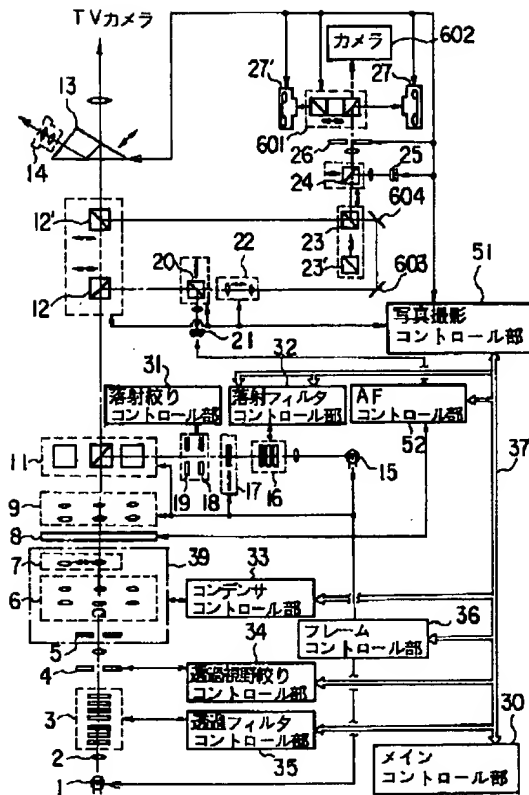 TVカメラ
カメラ
602
27'
27
13
601
26
25
14
24
604
12'
23
20
22
23'
603
51
12
21
写真撮影
コントロール部
31
32
落射絞り
コントロール部
落射フィルタ
コントロール部
AF
コントロール部
52
37
11
19
18
17
16
15
9
8
7
39
33
6
コンデンサ
コントロール部
36
34
フレーム
コントロール部
5
4
透過視野絞り
コントロール部
30
3
透過フィルタ
コントロール部
メイン
コントロール部
2
35
1